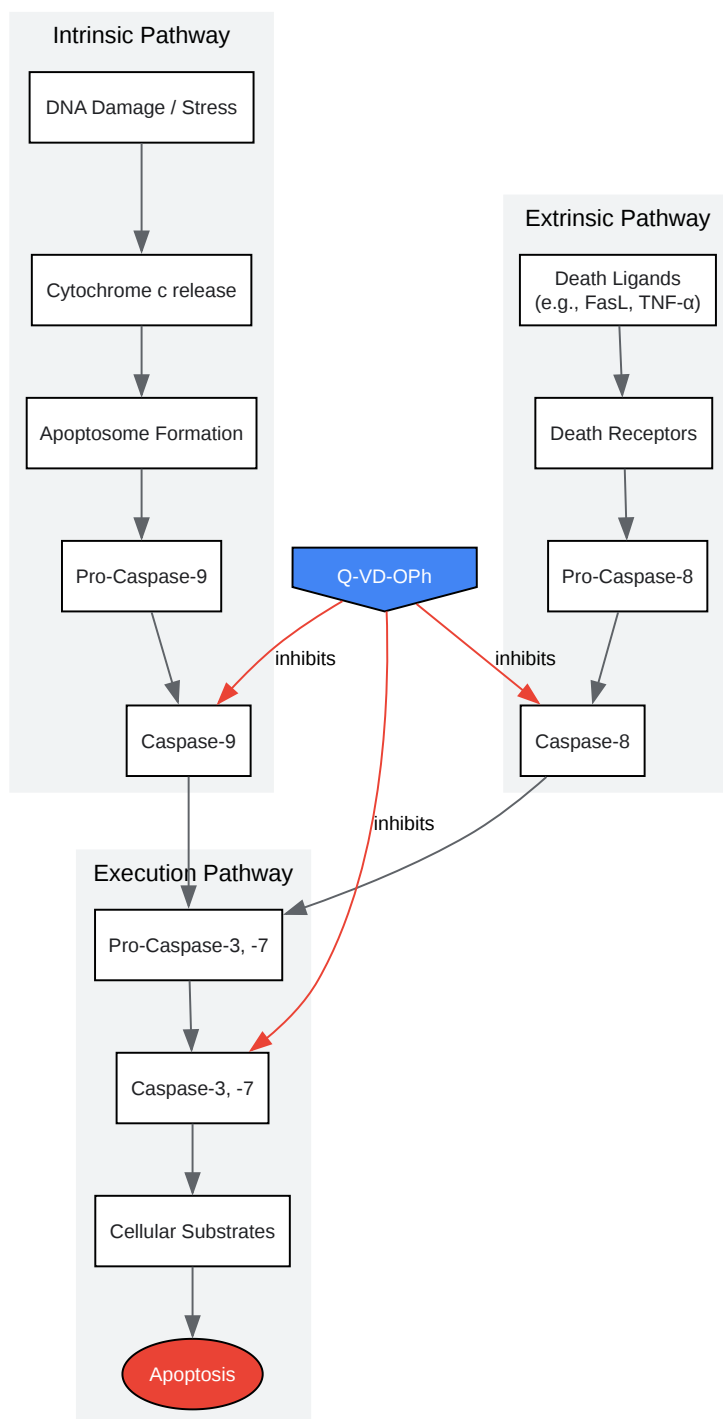 Intrinsic Pathway
DNA Damage / Stress
Cytochrome c release
Apoptosome Formation
Pro-Caspase-9
Caspase-9
Extrinsic Pathway
Death Ligands
(e.g., FasL, TNF-α)
Death Receptors
Pro-Caspase-8
Caspase-8
Q-VD-OPh
inhibits
inhibits
inhibits
Execution Pathway
Pro-Caspase-3, -7
Caspase-3, -7
Cellular Substrates
Apoptosis